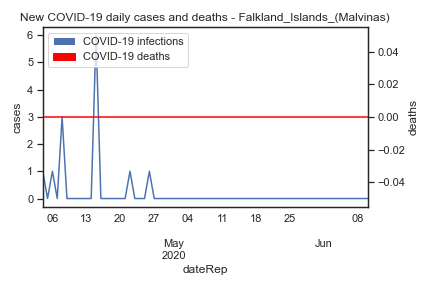 New COVID-19 daily cases and deaths - Falkland_Islands_(Malvinas)
COVID-19 infections
COVID-19 deaths
6
5
4
3
2
1
0
cases
0.04
0.02
0.00
−0.02
−0.04
deaths
06 13 20 27 04 11 18 25 08
May Jun
2020
dateRep